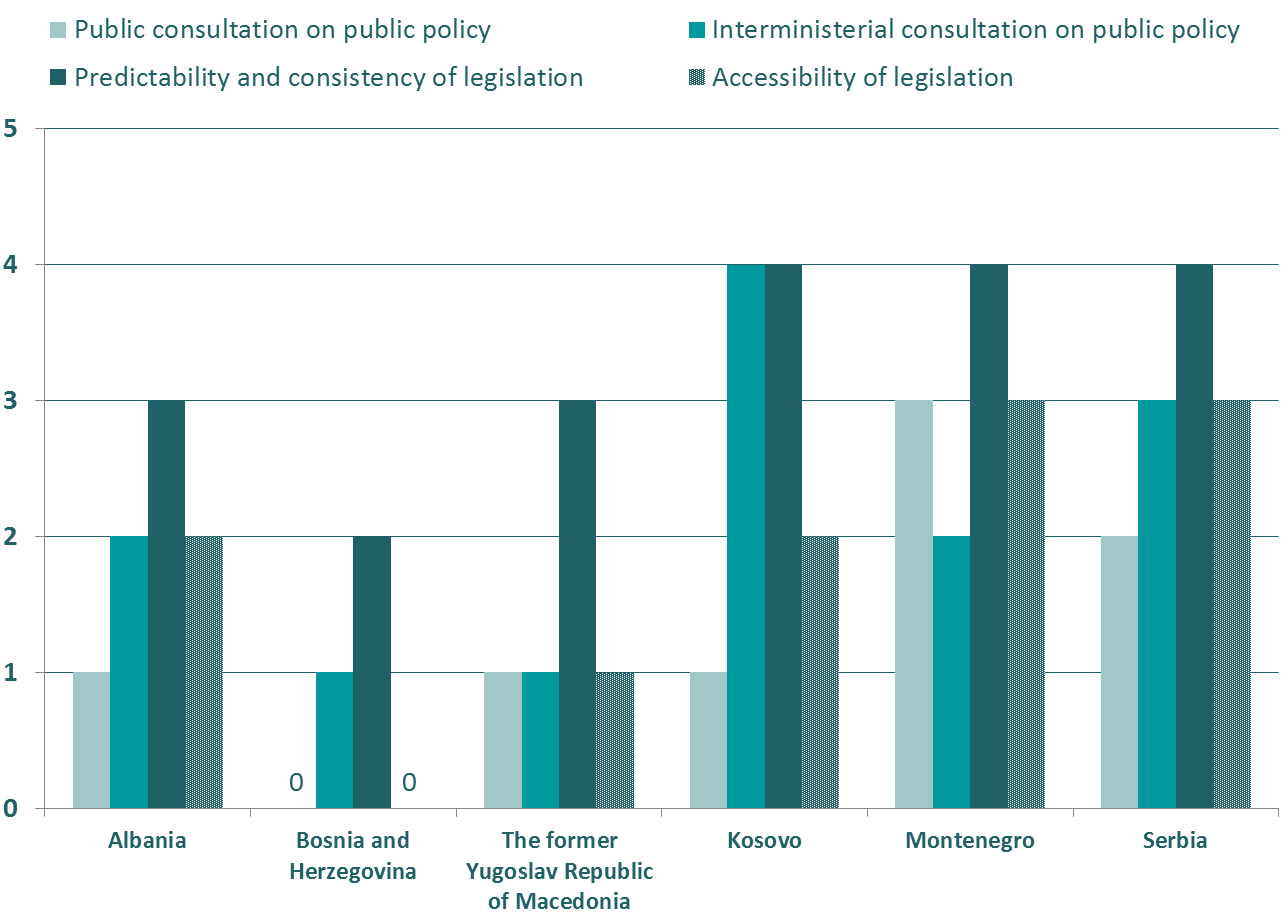 Public consultation on public policy
Interministerial consultation on public policy
Predictability and consistency of legislation
Accessibility of legislation
5
4
3
2
1
0
0
0
Albania
Bosnia and
Herzegovina
The former
Yugoslav Republic
of Macedonia
Kosovo
Montenegro
Serbia